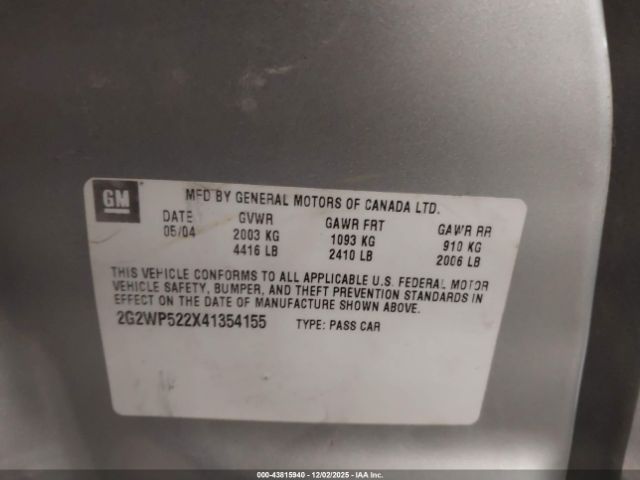 GM
MFD BY GENERAL MOTORS OF CANADA LTD.
DATE GVWR GAWR FRT GAWR RR
05/04 2003 KG 1093 KG 910 KG
4416 LB 2410 LB 2006 LB
THIS VEHICLE CONFORMS TO ALL APPLICABLE U.S. FEDERAL MOTOR
VEHICLE SAFETY, BUMPER, AND THEFT PREVENTION STANDARDS IN
EFFECT ON THE DATE OF MANUFACTURE SHOWN ABOVE.
2G2WP522X41354155 TYPE: PASS CAR
000-43815940 - 12/02/2025 - IAA Inc.